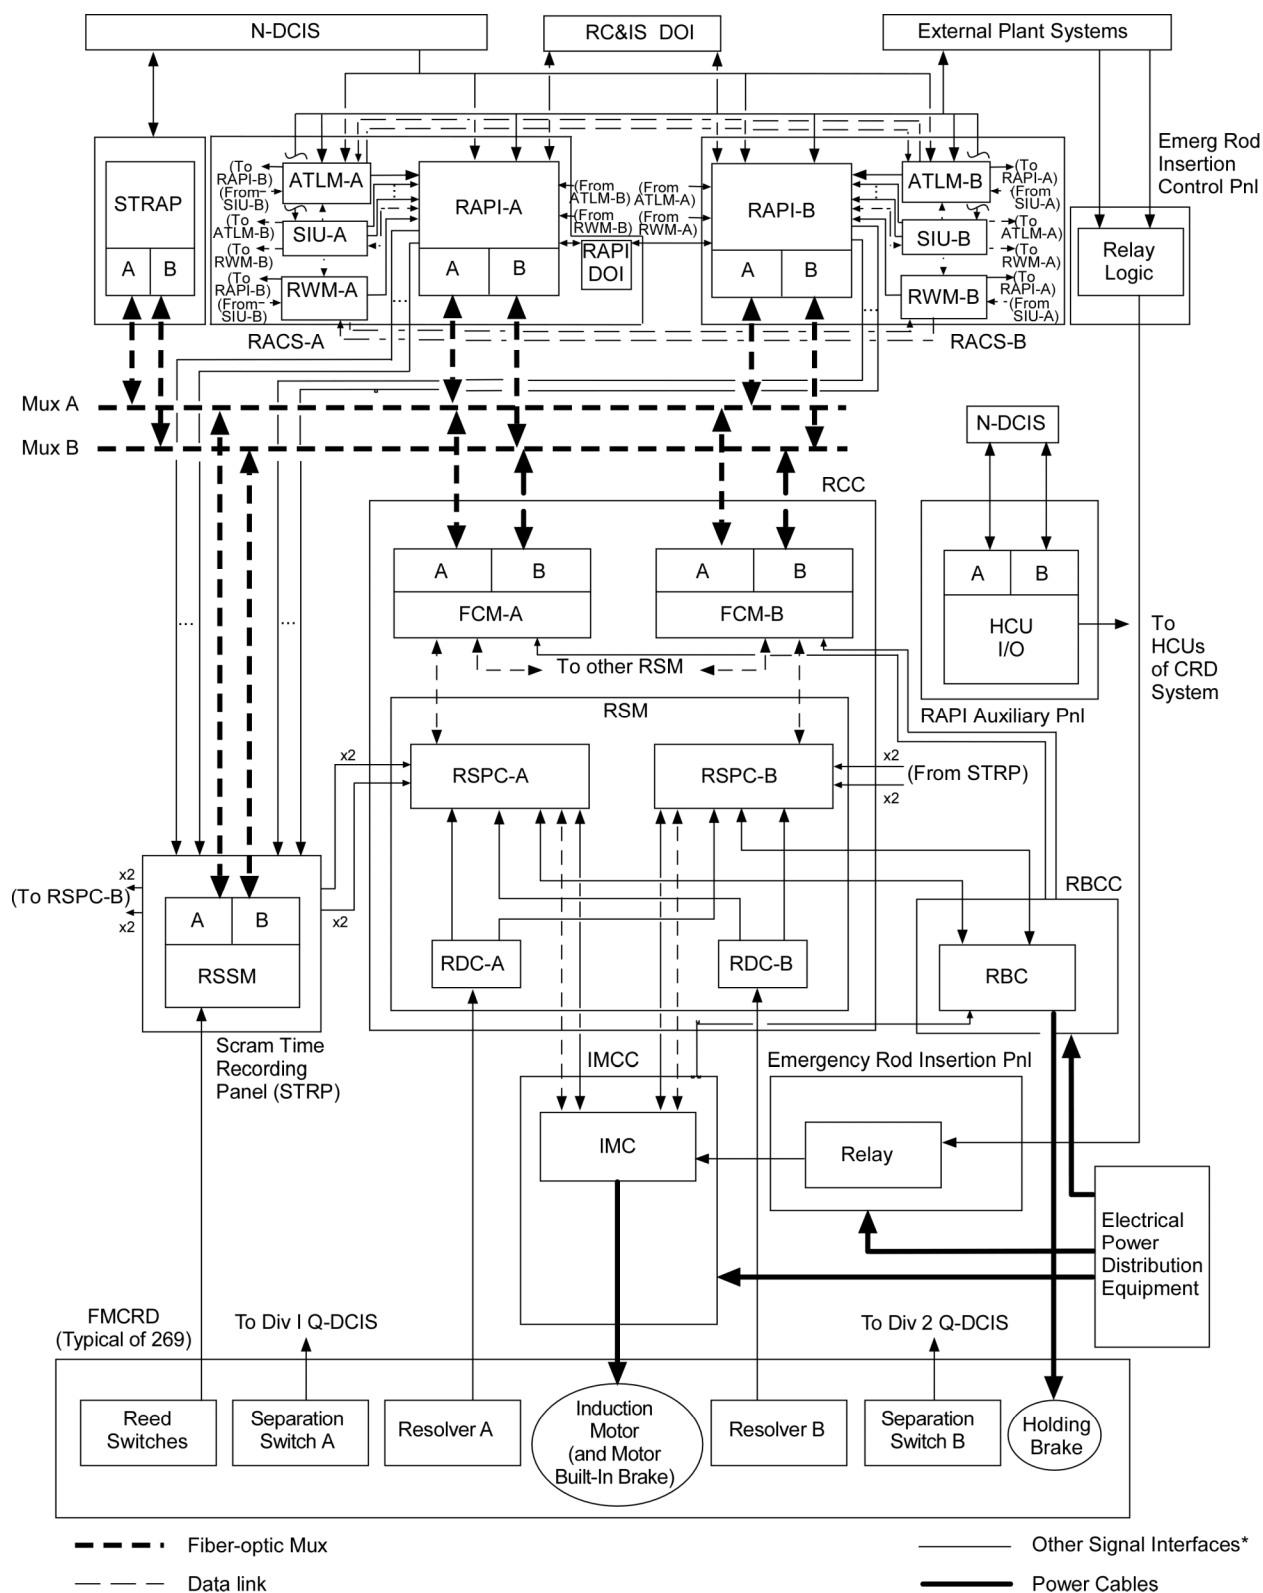 N-DCIS
RC&IS DOI
External Plant Systems
Emerg Rod
Insertion
Control Pnl
STRAP
A
B
(To
RAPI-B)
(From
SIU-B)
(To
ATLM-B)
(To
RWM-B)
(To
RAPI-B)
(From
SIU-B)
ATLM-A
SIU-A
RWM-A
RAPI-A
A
B
(From
ATLM-B)
(From
RWM-B)
RAPI
DOI
(From
ATLM-A)
(From
RWM-A)
RAPI-B
A
B
ATLM-B
SIU-B
RWM-B
(To
RAPI-A)
(From
SIU-A)
(To
ATLM-A)
(To
RWM-A)
(To
RAPI-A)
(From
SIU-A)
Relay
Logic
RACS-A
RACS-B
Mux A
Mux B
N-DCIS
RCC
A
B
FCM-A
A
B
FCM-B
A
B
HCU
I/O
To
HCUs
of CRD
System
To other RSM
RSM
RAPI Auxiliary Pnl
x2
RSPC-A
RSPC-B
x2
(From STRP)
x2
x2
(To RSPC-B)
x2
x2
A
B
RSSM
RDC-A
RDC-B
RBCC
RBC
Scram Time
Recording
Panel (STRP)
IMCC
Emergency Rod Insertion Pnl
IMC
Relay
Electrical
Power
Distribution
Equipment
FMCRD
(Typical of 269)
To Div I Q-DCIS
To Div 2 Q-DCIS
Reed
Switches
Separation
Switch A
Resolver A
Induction
Motor
(and Motor
Built-In Brake)
Resolver B
Separation
Switch B
Holding
Brake
Fiber-optic Mux
Other Signal Interfaces*
Data link
Power Cables